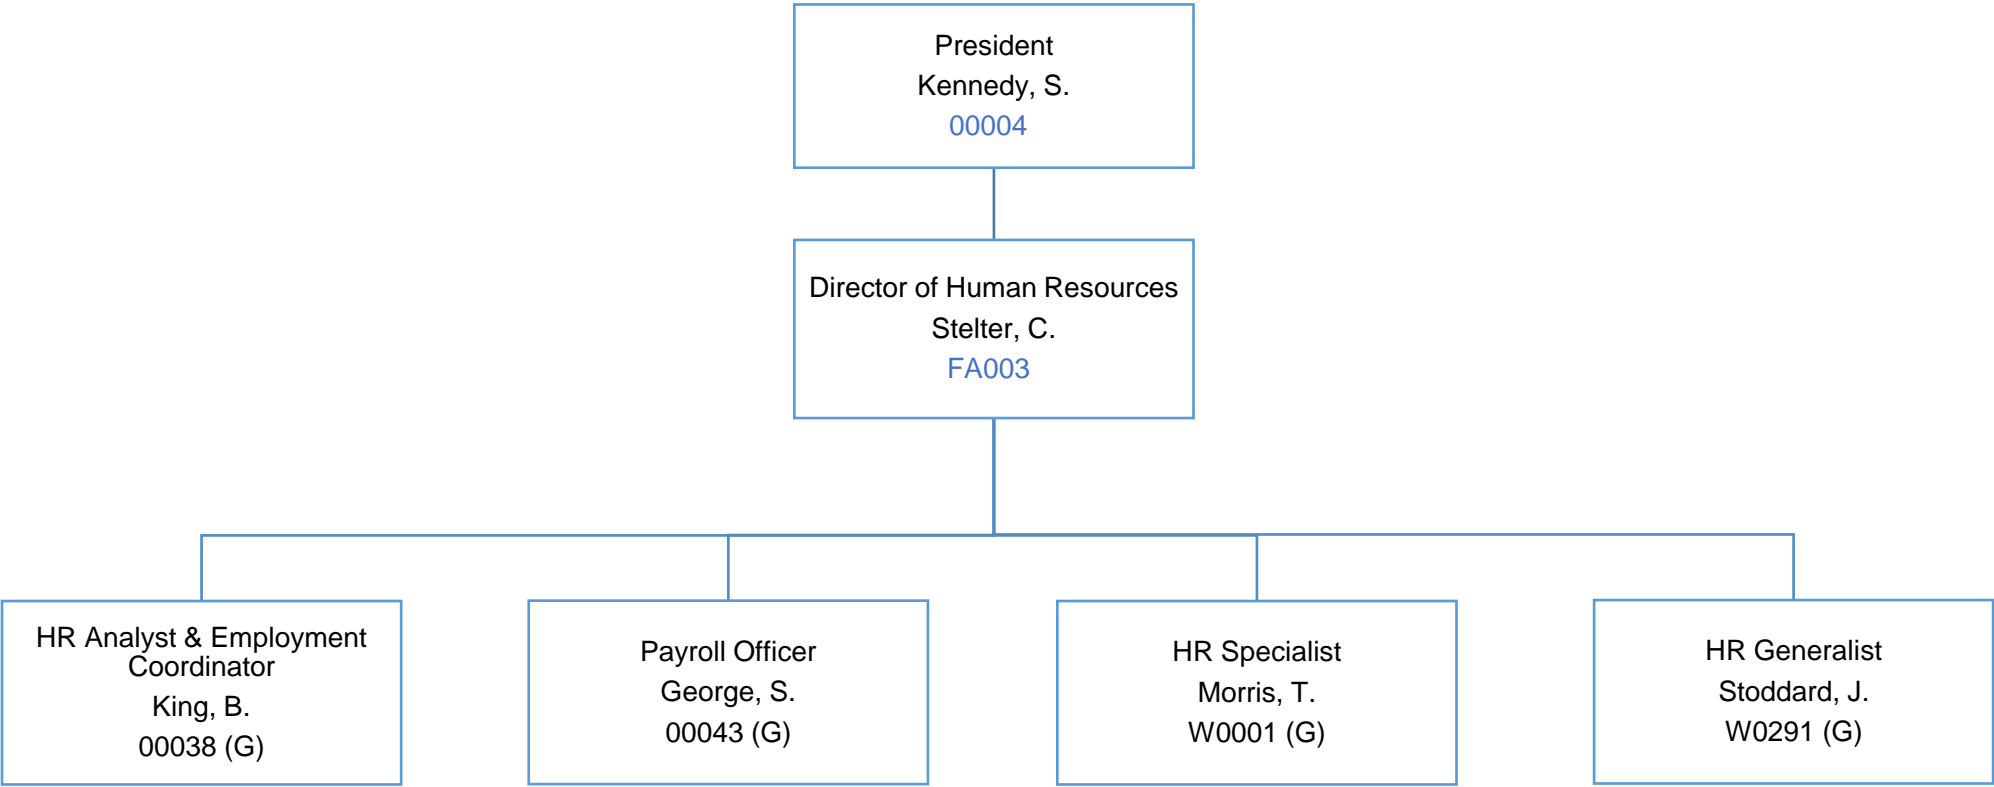 President
Kennedy, S.
00004
Director of Human Resources
Stelter, C.
FA003
HR Analyst & Employment
Coordinator
King, B.
00038 (G)
Payroll Officer
George, S.
00043 (G)
HR Specialist
Morris, T.
W0001 (G)
HR Generalist
Stoddard, J.
W0291 (G)